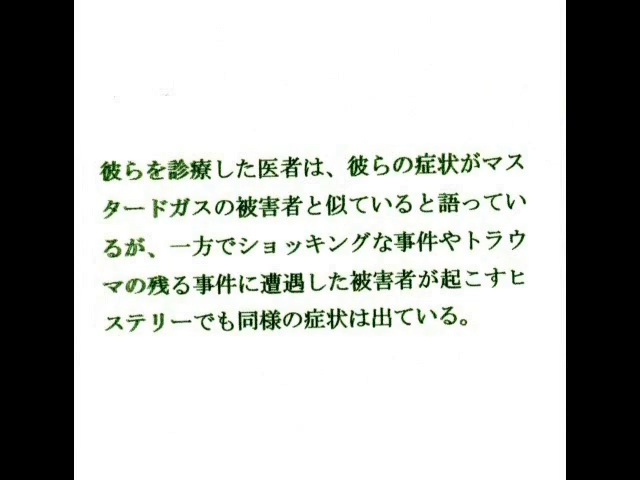 彼らを診療した医者は、彼らの症状がマス
タードガスの被害者と似ていると語ってい
るが、一方でショッキングな事件やトラウ
マの残る事件に遭遇した被害者が起こすヒ
ステリーでも同様の症状は出ている。